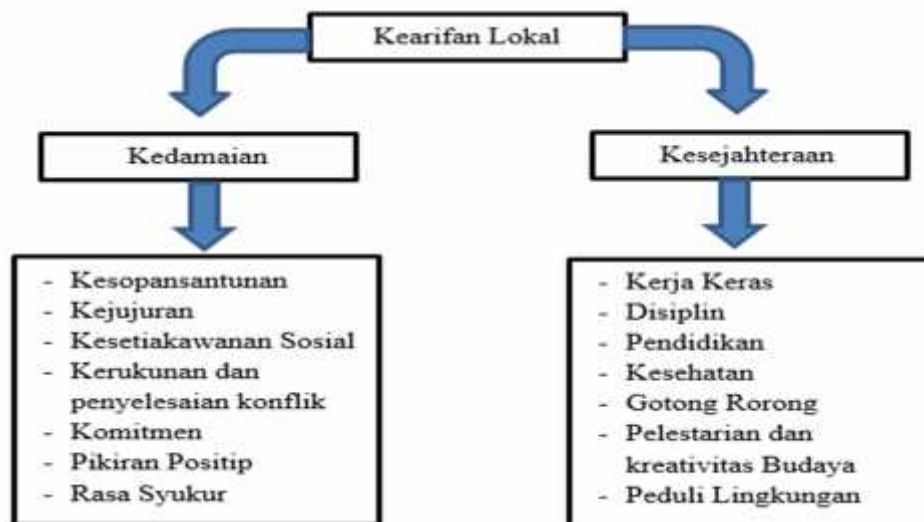 Kearifan Lokal
Kedamaian
- Kesopansantunan
- Kejujuran
- Kesetiakawanan Sosial
- Kerukunan dan
penyelesaian konflik
- Komitmen
- Pikiran Positip
- Rasa Syukur
Kesejahteraan
- Kerja Keras
- Disiplin
- Pendidikan
- Kesehatan
- Gotong Rorong
- Pelestarian dan
kreativitas Budaya
- Peduli Lingkungan